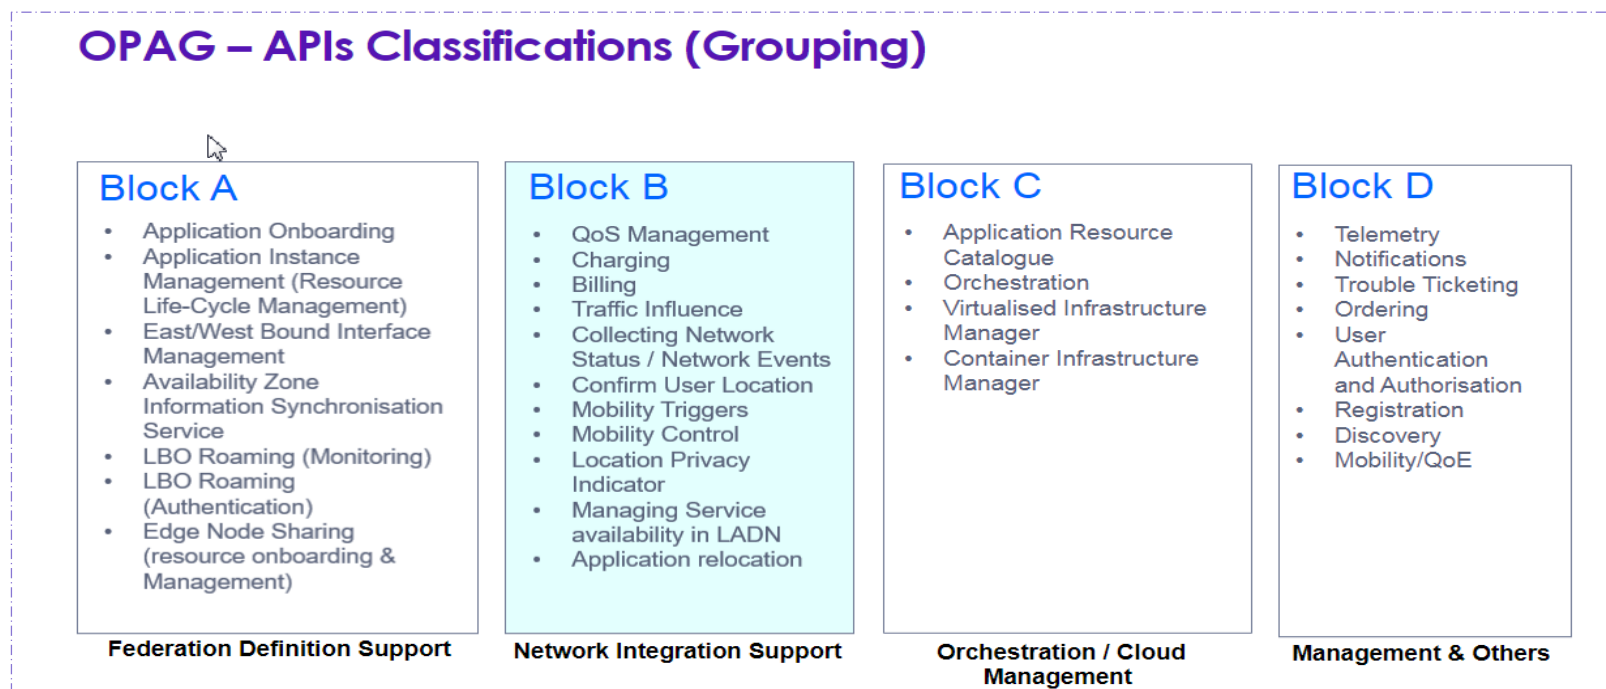 OPAG – APIs Classifications (Grouping)
Block A
• Application Onboarding
• Application Instance
Management (Resource
Life-Cycle Management)
• East/West Bound Interface
Management
• Availability Zone
Information Synchronisation
Service
• LBO Roaming (Monitoring)
• LBO Roaming
(Authentication)
• Edge Node Sharing
(resource onboarding &
Management)
Federation Definition Support
Block B
• QoS Management
• Charging
• Billing
• Traffic Influence
• Collecting Network
Status / Network Events
• Confirm User Location
• Mobility Triggers
• Mobility Control
• Location Privacy
Indicator
• Managing Service
availability in LADN
• Application relocation
Network Integration Support
Block C
• Application Resource
Catalogue
• Orchestration
• Virtualised Infrastructure
Manager
• Container Infrastructure
Manager
Orchestration / Cloud
Management
Block D
• Telemetry
• Notifications
• Trouble Ticketing
• Ordering
• User
Authentication
and Authorisation
• Registration
• Discovery
• Mobility/QoE
Management & Others